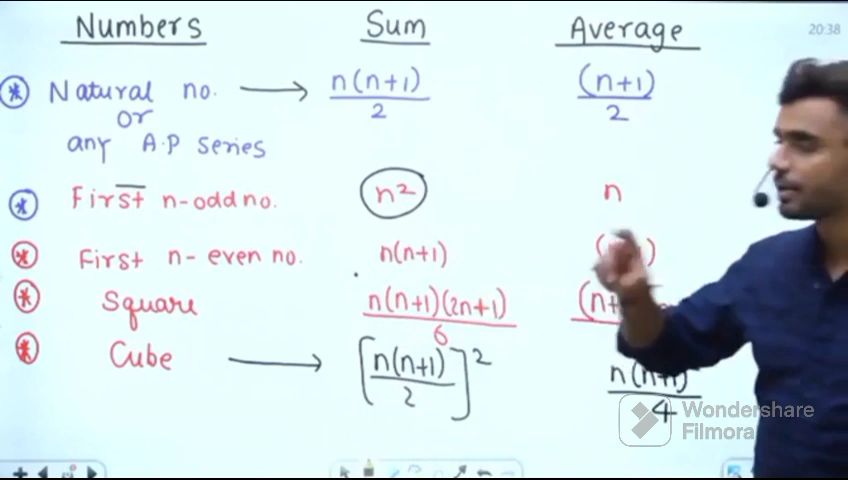 Numbers Sum Average
20:38
* Natural no. → n(n+1)/2 (n+1)/2
or
any A.P series
* First n-odd no. n² n
* First n- even no. n(n+1)
* Square n(n+1)(2n+1)/6
* Cube → [n(n+1)/2]²
4
Wondershare
Filmora